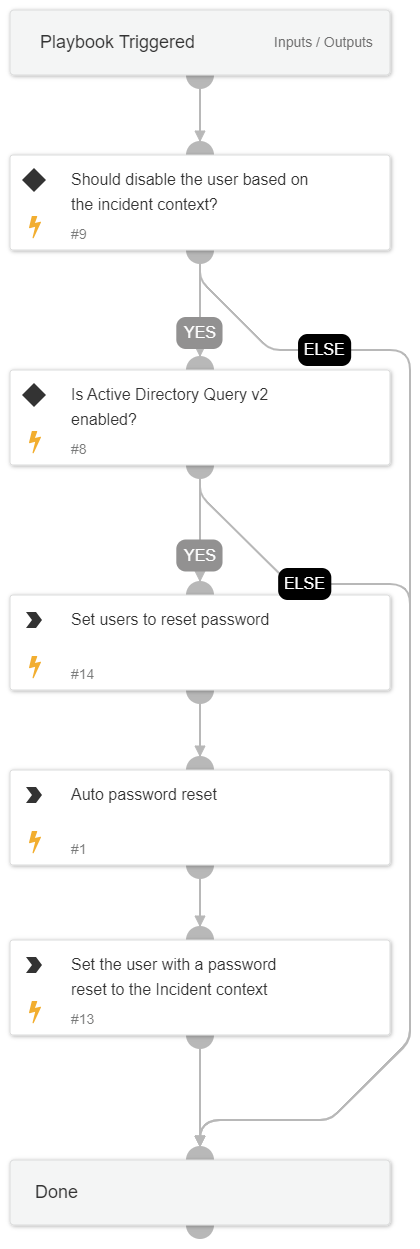 Playbook Triggered
Inputs / Outputs
Should disable the user based on
the incident context?
#9
YES
ELSE
Is Active Directory Query v2
enabled?
#8
YES
ELSE
Set users to reset password
#14
Auto password reset
#1
Set the user with a password
reset to the Incident context
#13
Done